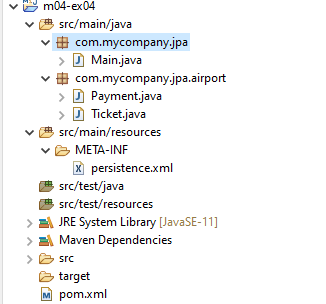 m04-ex04
src/main/java
com.mycompany.jpa
Main.java
com.mycompany.jpa.airport
Payment.java
Ticket.java
src/main/resources
META-INF
persistence.xml
src/test/java
src/test/resources
JRE System Library [JavaSE-11]
Maven Dependencies
src
target
pom.xml